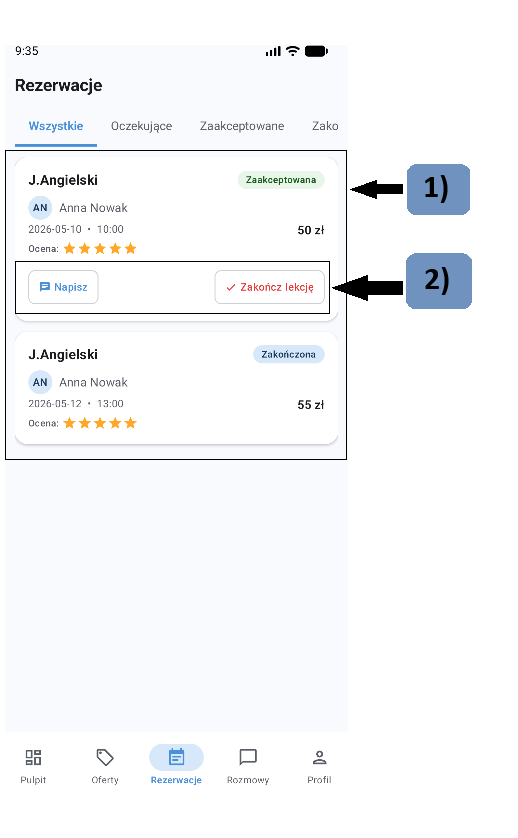 9:35
Rezerwacje
Wszystkie Oczekujące Zaakceptowane Zako
J.Angielski Zaakceptowana
1)
AN Anna Nowak
2026-05-10 • 10:00 50 zł
Ocena:
2)
Napisz Zakończ lekcję
J.Angielski Zakończona
AN Anna Nowak
2026-05-12 • 13:00 55 zł
Ocena:
Pulpit Oferty Rezerwacje Rozmowy Profil